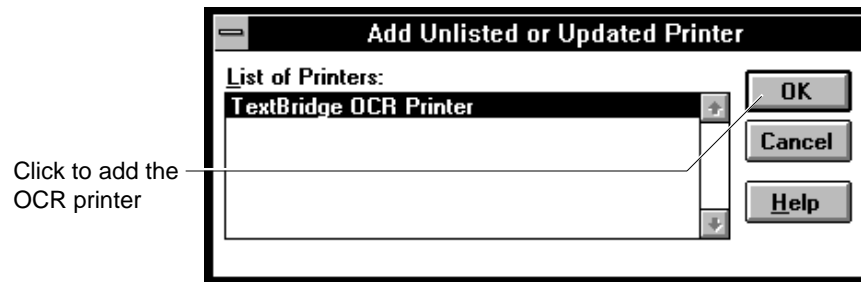 Add Unlisted or Updated Printer
List of Printers:
TextBridge OCR Printer
OK
Cancel
Help
Click to add the
OCR printer